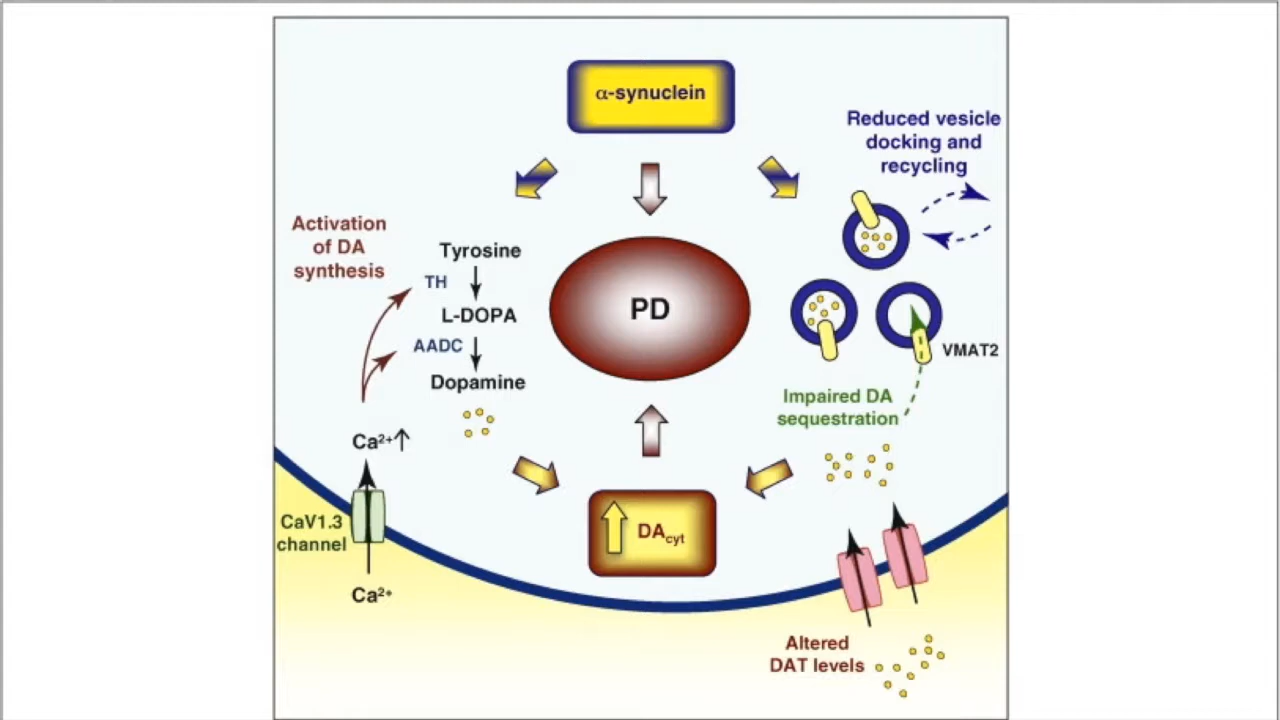 α-synuclein
Reduced vesicle
docking and
recycling
Activation
of DA
synthesis
Tyrosine
TH
L-DOPA
AADC
Dopamine
PD
VMAT2
Impaired DA
sequestration
Ca²⁺↑
CaV1.3
channel
Ca²⁺
DAcyt
Altered
DAT levels